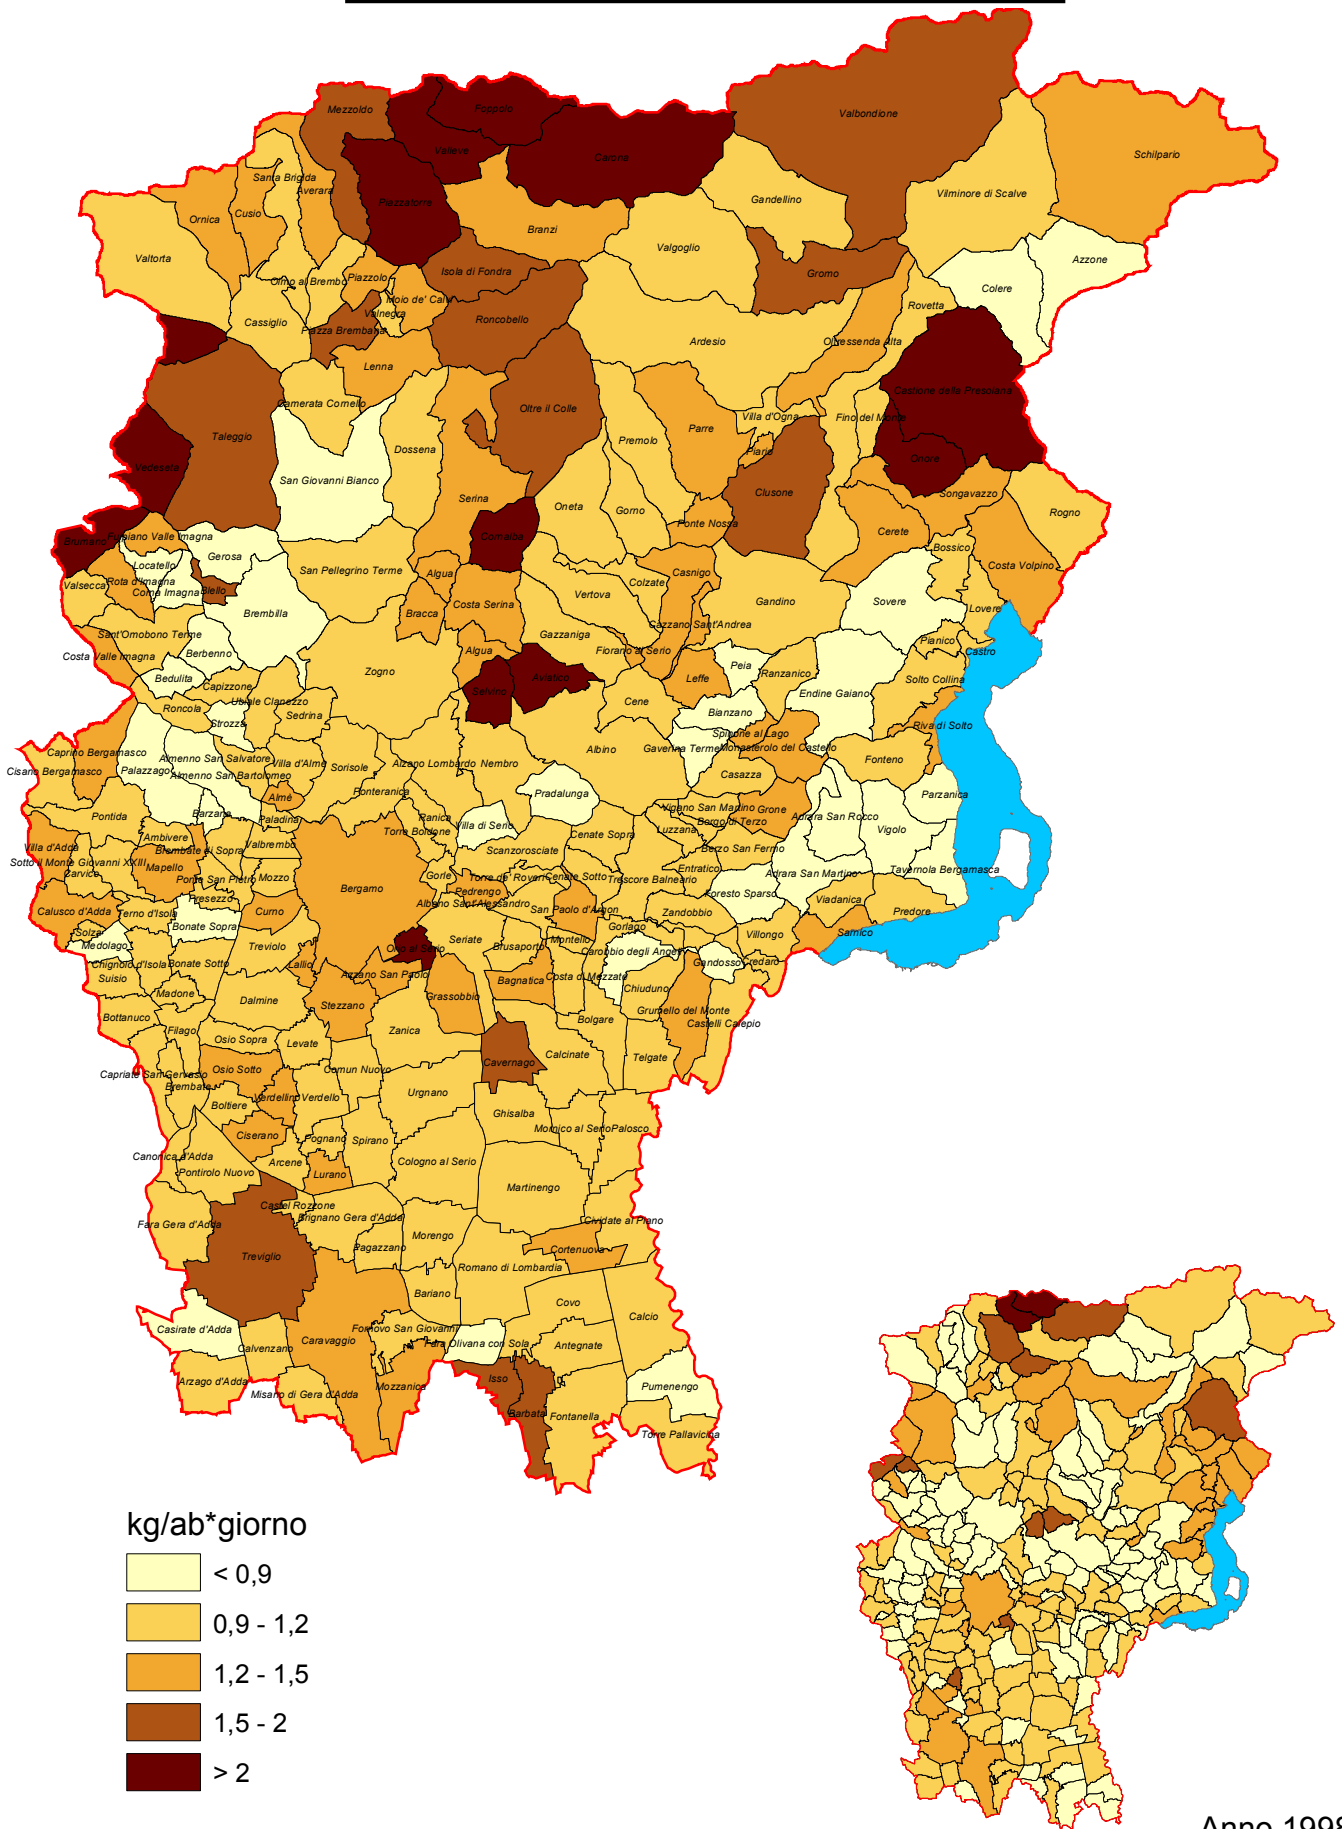 Foppolo
Mezzoldo
Valbondione
Valleve
Carona
Schilpario
Santa Brigida
Averara
Vilminore di Scalve
Piazzatorre
Gandellino
Cusio
Ornica
Branzi
Valgoglio
Valtorta
Azzone
Isola di Fondra
Gromo
Olmo al Brembo
Piazzolo
Colere
Moio de' Calvi
Rovetta
Valnegra
Roncobello
Cassiglio
Piazza Brembana
Ardesio
Oltressenda Alta
Lenna
Castione della Presolana
Camerata Cornello
Oltre il Colle
Villa d'Ogna
Fino del Monte
Parre
Taleggio
Premolo
Dossena
Piario
Onore
Vedeseta
San Giovanni Bianco
Clusone
Songavazzo
Serina
Oneta
Gorno
Rogno
Ponte Nossa
Cerete
Comalba
Brumano
Fuipiano Valle Imagna
Bossico
Gerosa
Locatello
Costa Volpino
San Pellegrino Terme
Algua
Casnigo
Rota d'Imagna
Valsecca
Colzate
Corna Imagna
Blello
Vertova
Gandino
Sovere
Costa Serina
Lovere
Brembilla
Bracca
Gazzano Sant'Andrea
Sant'Omobono Terme
Gazzaniga
Pianico
Berbenno
Algua
Fiorano al Serio
Castro
Costa Valle Imagna
Peia
Zogno
Ranzanico
Bedulita
Aviatico
Leffe
Solto Collina
Capizzone
Selvino
Endine Gaiano
Ubiale Clanezzo
Cene
Roncola
Bianzano
Sedrina
Strozza
Riva di Solto
Spinone al Lago
Caprino Bergamasco
Albino
Gaverina Terme
Monasterolo del Castello
Almenno San Salvatore
Fonteno
Villa d'Almè
Alzano Lombardo
Nembro
Cisano Bergamasco
Palazzago
Sorisole
Almenno San Bartolomeo
Casazza
Ponteranica
Pradalunga
Parzanica
Almè
Vigano San Martino
Grone
Barzana
Pontida
Paladina
Ranica
Borgo di Terzo
Adrara San Rocco
Villa di Serio
Luzzana
Vigolo
Torre Boldone
Cenate Sopra
Ambivere
Valbrembo
Villa d'Adda
Brembate di Sopra
Scanzorosciate
Berzo San Fermo
Sotto il Monte Giovanni XXIII
Mapello
Entratico
Tavernola Bergamasca
Carvico
Ponte San Pietro
Mozzo
Gorle
Torre de' Roveri
Cenate Sotto
Trescore Balneario
Adrara San Martino
Bergamo
Pedrengo
Foresto Sparso
Presezzo
Albano Sant'Alessandro
Viadanica
Calusco d'Adda
Terno d'Isola
Curno
San Paolo d'Argon
Zandobbio
Predore
Bonate Sopra
Gorlago
Solza
Sarnico
Medolago
Treviolo
Orio al Serio
Seriate
Brusaporto
Montello
Villongo
Carobbio degli Angeli
Chignolo d'Isola
Bonate Sotto
Lallio
Gandosso
Credaro
Azzano San Paolo
Suisio
Bagnatica
Costa di Mezzate
Chiuduno
Madone
Dalmine
Grassobbio
Stezzano
Grumello del Monte
Bottanuco
Bolgare
Castelli Calepio
Filago
Zanica
Osio Sopra
Levate
Calcinate
Telgate
Cavernago
Capriate San Gervasio
Osio Sotto
Comun Nuovo
Brembate
Urgnano
Boltiere
Verdellino
Verdello
Ghisalba
Mornico al Serio
Palosco
Ciserano
Pognano
Spirano
Canonica d'Adda
Arcene
Cologno al Serio
Pontirolo Nuovo
Lurano
Martinengo
Castel Rozzone
Brignano Gera d'Adda
Fara Gera d'Adda
Cividate al Piano
Morengo
Pagazzano
Cortenuova
Treviglio
Romano di Lombardia
Bariano
Covo
Calcio
Casirate d'Adda
Fornovo San Giovanni
Caravaggio
Fara Olivana con Sola
Antegnate
Calvenzano
Arzago d'Adda
Isso
Mozzanica
Pumenengo
Misano di Gera d'Adda
Barbata
Fontanella
Torre Pallavicina
kg/ab*giorno
< 0,9
0,9 - 1,2
1,2 - 1,5
1,5 - 2
> 2
Anno 1998